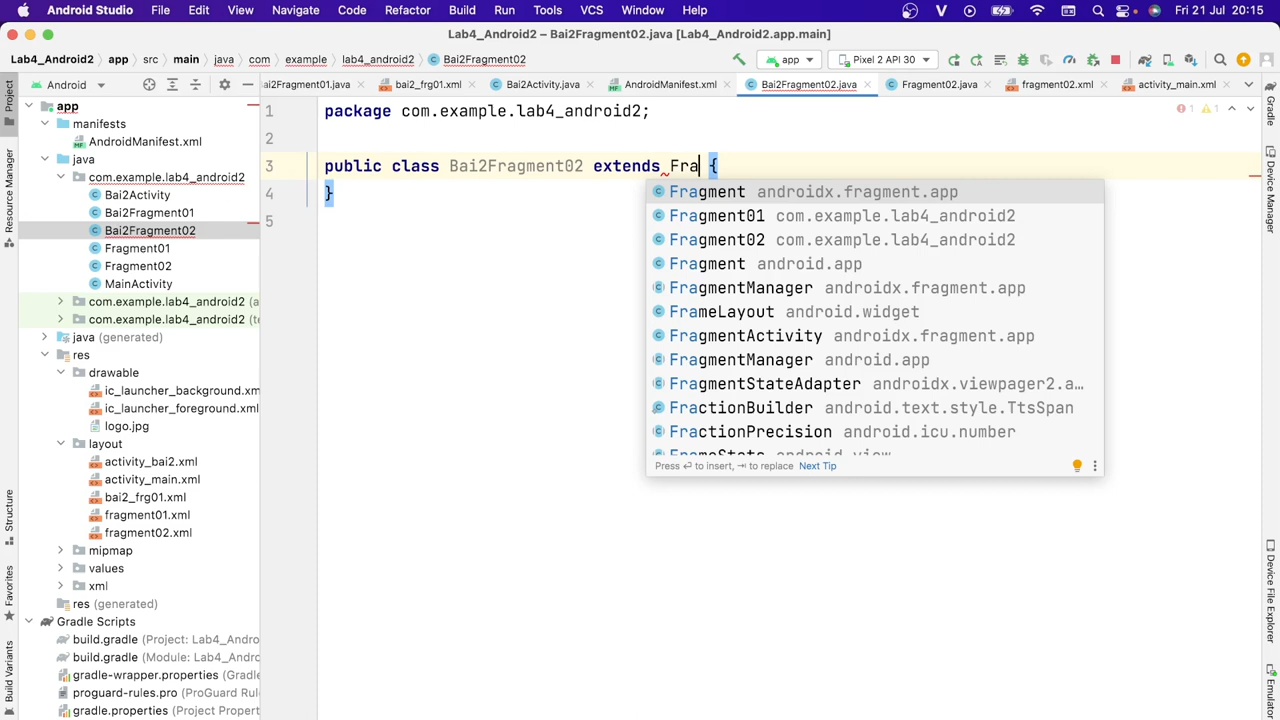 Android Studio File Edit View Navigate Code Refactor Build Run Tools VCS Window Help Fri 21 Jul 20:15
Lab4_Android2 – Bai2Fragment02.java [Lab4_Android2.app.main]
Lab4_Android2 app src main java com example lab4_android2 Bai2Fragment02 app Pixel 2 API 30
Android Bai2Fragment01.java bai2_frg01.xml Bai2Activity.java AndroidManifest.xml Bai2Fragment02.java Fragment02.java fragment02.xml activity_main.xml
Project
Resource Manager
Structure
Favorites
Build Variants
app
manifests
AndroidManifest.xml
java
com.example.lab4_android2
Bai2Activity
Bai2Fragment01
Bai2Fragment02
Fragment01
Fragment02
MainActivity
com.example.lab4_android2 (a
com.example.lab4_android2 (te
java (generated)
res
drawable
ic_launcher_background.xm
ic_launcher_foreground.xml
logo.jpg
layout
activity_bai2.xml
activity_main.xml
bai2_frg01.xml
fragment01.xml
fragment02.xml
mipmap
values
xml
res (generated)
Gradle Scripts
build.gradle (Project: Lab4_Andro
build.gradle (Module: Lab4_Andro
gradle-wrapper.properties (Gradle
proguard-rules.pro (ProGuard Rul
gradle.properties (Project Propert
1 package com.example.lab4_android2;
2
3 public class Bai2Fragment02 extends Fra {
4 }
5
1 1
Fragment androidx.fragment.app
Fragment01 com.example.lab4_android2
Fragment02 com.example.lab4_android2
Fragment android.app
FragmentManager androidx.fragment.app
FrameLayout android.widget
FragmentActivity androidx.fragment.app
FragmentManager android.app
FragmentStateAdapter androidx.viewpager2.a...
FractionBuilder android.text.style.TtsSpan
FractionPrecision android.icu.number
FrameStats android.view
Press ⏎ to insert, ⇥ to replace Next Tip
Gradle
Device Manager
Device File Explorer
Emulator